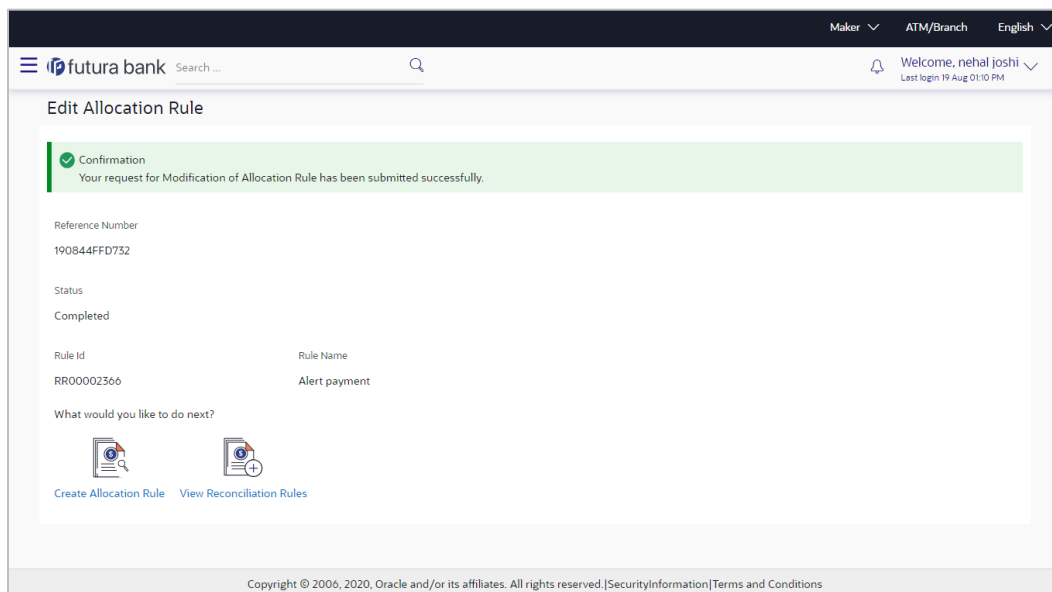 Maker ATM/Branch English
futura bank Search ... Welcome, nehal joshi
Last login 19 Aug 01:10 PM
Edit Allocation Rule
Confirmation
Your request for Modification of Allocation Rule has been submitted successfully.
Reference Number
190844FFD732
Status
Completed
Rule Id Rule Name
RR00002366 Alert payment
What would you like to do next?
Create Allocation Rule View Reconciliation Rules
Copyright © 2006, 2020, Oracle and/or its affiliates. All rights reserved.|SecurityInformation|Terms and Conditions